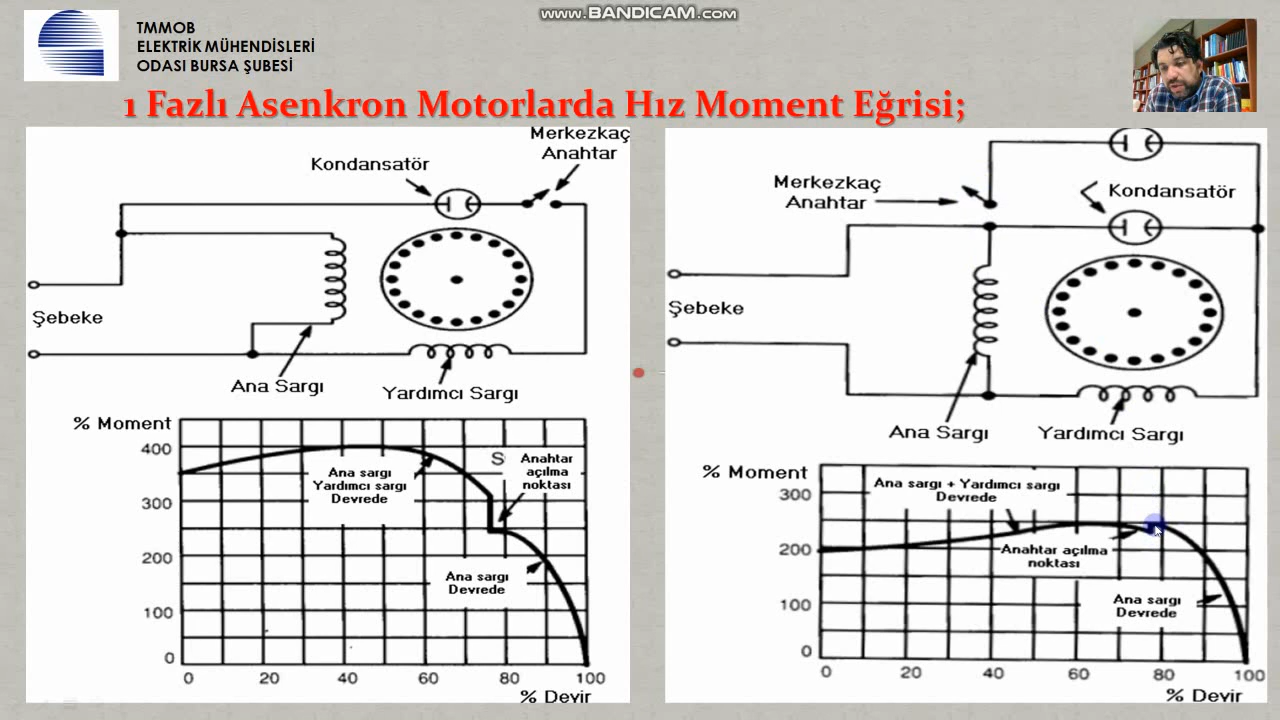 www.BANDICAM.com
TMMOB
ELEKTRİK MÜHENDİSLERİ
ODASI BURSA ŞUBESİ
1 Fazlı Asenkron Motorlarda Hız Moment Eğrisi;
Merkezkaç
Anahtar
Kondansatör
Şebeke
Ana Sargı
Yardımcı Sargı
% Moment
400
300
200
100
0
Ana sargı
Yardımcı sargı
Devrede
S
Anahtar
açılma
noktası
Ana sargı
Devrede
0 20 40 60 80 100
% Devir
Merkezkaç
Anahtar
Kondansatör
Şebeke
Ana Sargı
Yardımcı Sargı
% Moment
300
200
100
0
Ana sargı + Yardımcı sargı
Devrede
Anahtar açılma
noktası
Ana sargı
Devrede
0 20 40 60 80 100
% Devir